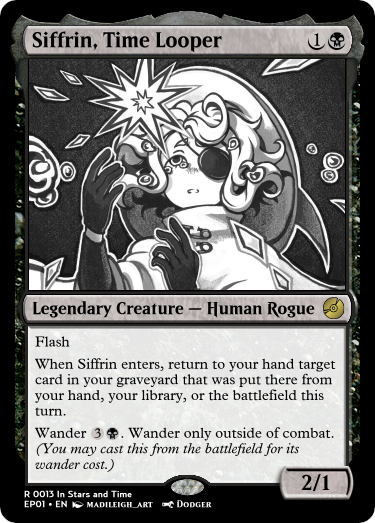 Siffrin, Time Looper 1
Legendary Creature — Human Rogue
Flash
When Siffrin enters, return to your hand target
card in your graveyard that was put there from
your hand, your library, or the battlefield this
turn.
Wander 3. Wander only outside of combat.
(You may cast this from the battlefield for its
wander cost.)
2/1
R 0013 In Stars and Time
EP01 • EN MADILEIGH_ART DODGER